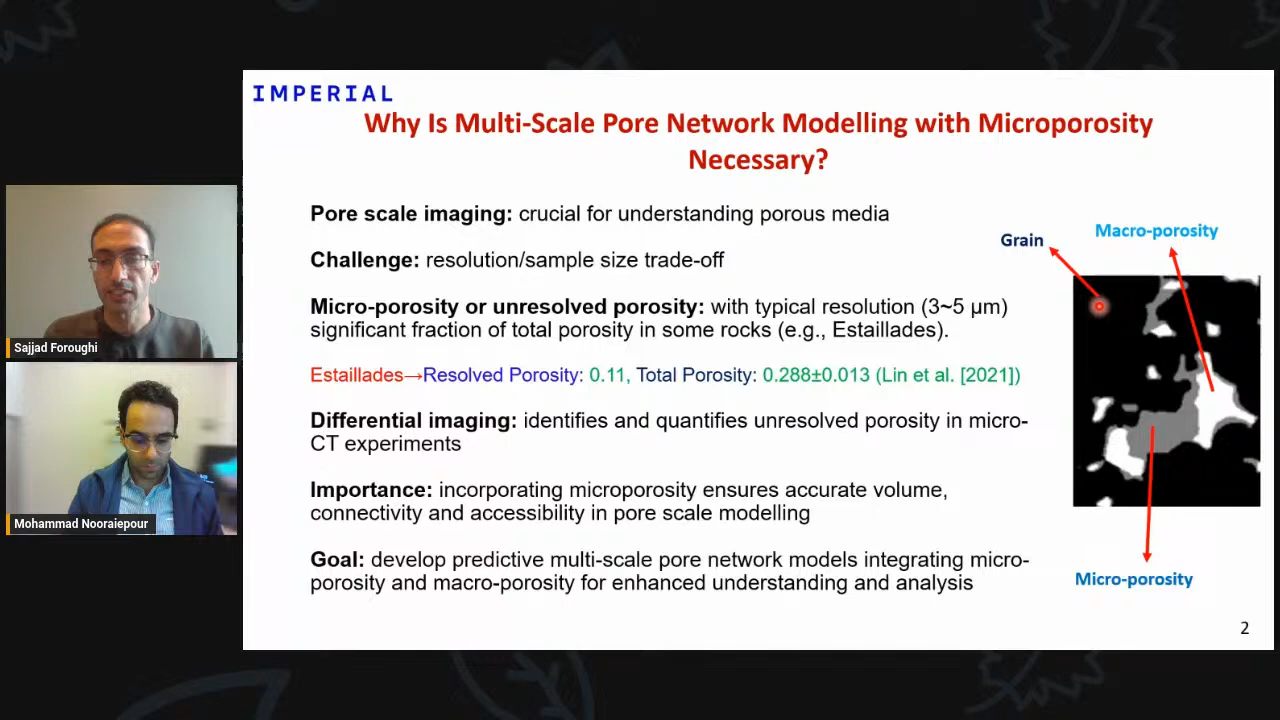 IMPERIAL
Why Is Multi-Scale Pore Network Modelling with Microporosity
Necessary?
Pore scale imaging: crucial for understanding porous media
Challenge: resolution/sample size trade-off
Micro-porosity or unresolved porosity: with typical resolution (3~5 μm)
significant fraction of total porosity in some rocks (e.g., Estaillades).
Estaillades→Resolved Porosity: 0.11, Total Porosity: 0.288±0.013 (Lin et al. [2021])
Differential imaging: identifies and quantifies unresolved porosity in micro-
CT experiments
Importance: incorporating microporosity ensures accurate volume,
connectivity and accessibility in pore scale modelling
Goal: develop predictive multi-scale pore network models integrating micro-
porosity and macro-porosity for enhanced understanding and analysis
Grain
Macro-porosity
Micro-porosity
2
Sajjad Foroughi
Mohammad Nooraiepour